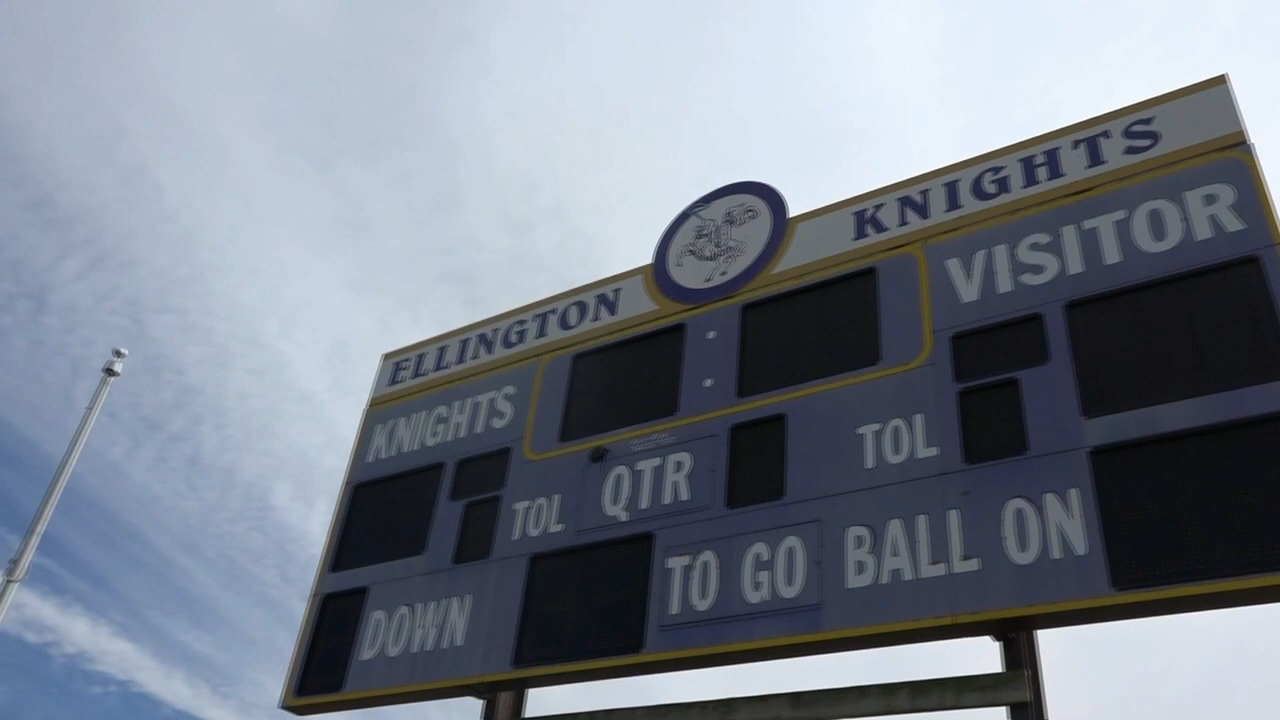 ELLINGTON KNIGHTS
KNIGHTS
VISITOR
TOL QTR TOL
DOWN TO GO BALL ON